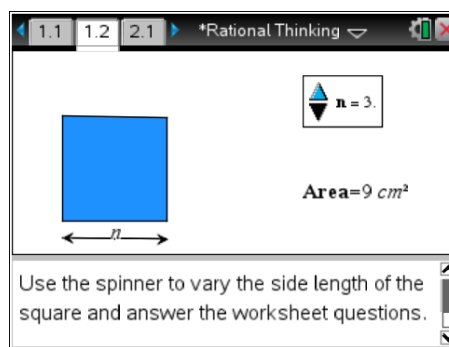 1.1 1.2 2.1 *Rational Thinking
n = 3.
Area=9 cm²
n
Use the spinner to vary the side length of the
square and answer the worksheet questions.